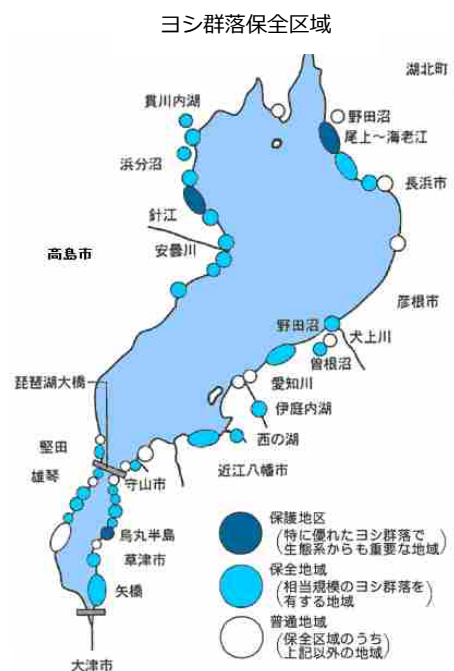 ヨシ群落保全区域
湖北町
貫川内湖
野田沼
尾上～海老江
浜分沼
長浜市
針江
高島市
安曇川
彦根市
野田沼
犬上川
曽根沼
琵琶湖大橋
愛知川
伊庭内湖
西の湖
堅田
近江八幡市
雄琴
守山市
烏丸半島
草津市
矢橋
大津市
保護地区
(特に優れたヨシ群落で
生態系からも重要な地域)
保全地域
(相当規模のヨシ群落を
有する地域)
普通地域
(保全区域のうち
上記以外の地域)